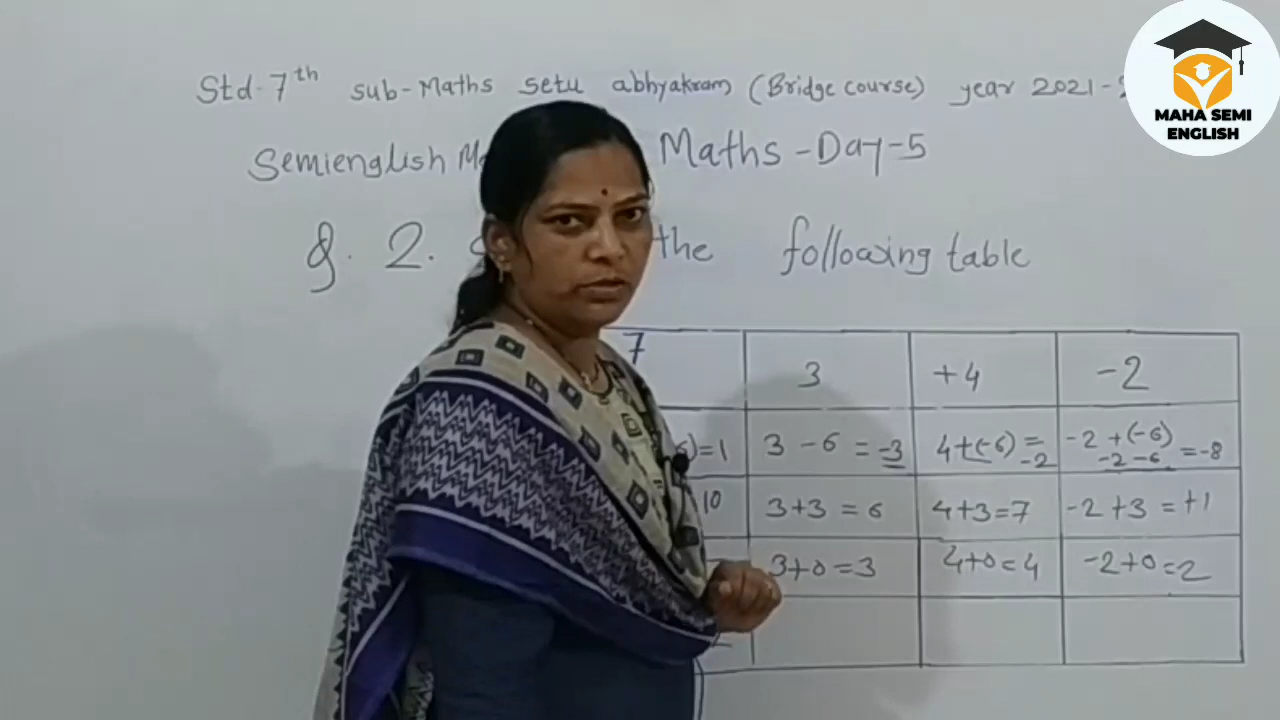 Std-7th sub-Maths setu abhyakram (Bridge course) year 2021-
MAHA SEMI
ENGLISH
Semienglish Maths -Day-5
Q. 2. the following table
7 3 +4 -2
)=1 3 -6 = -3 4+(-6) = -2 -2 +(-6) -2 -6 = -8
10 3+3 = 6 4+3=7 -2 +3 = +1
3+0=3 4+0=4 -2+0=2